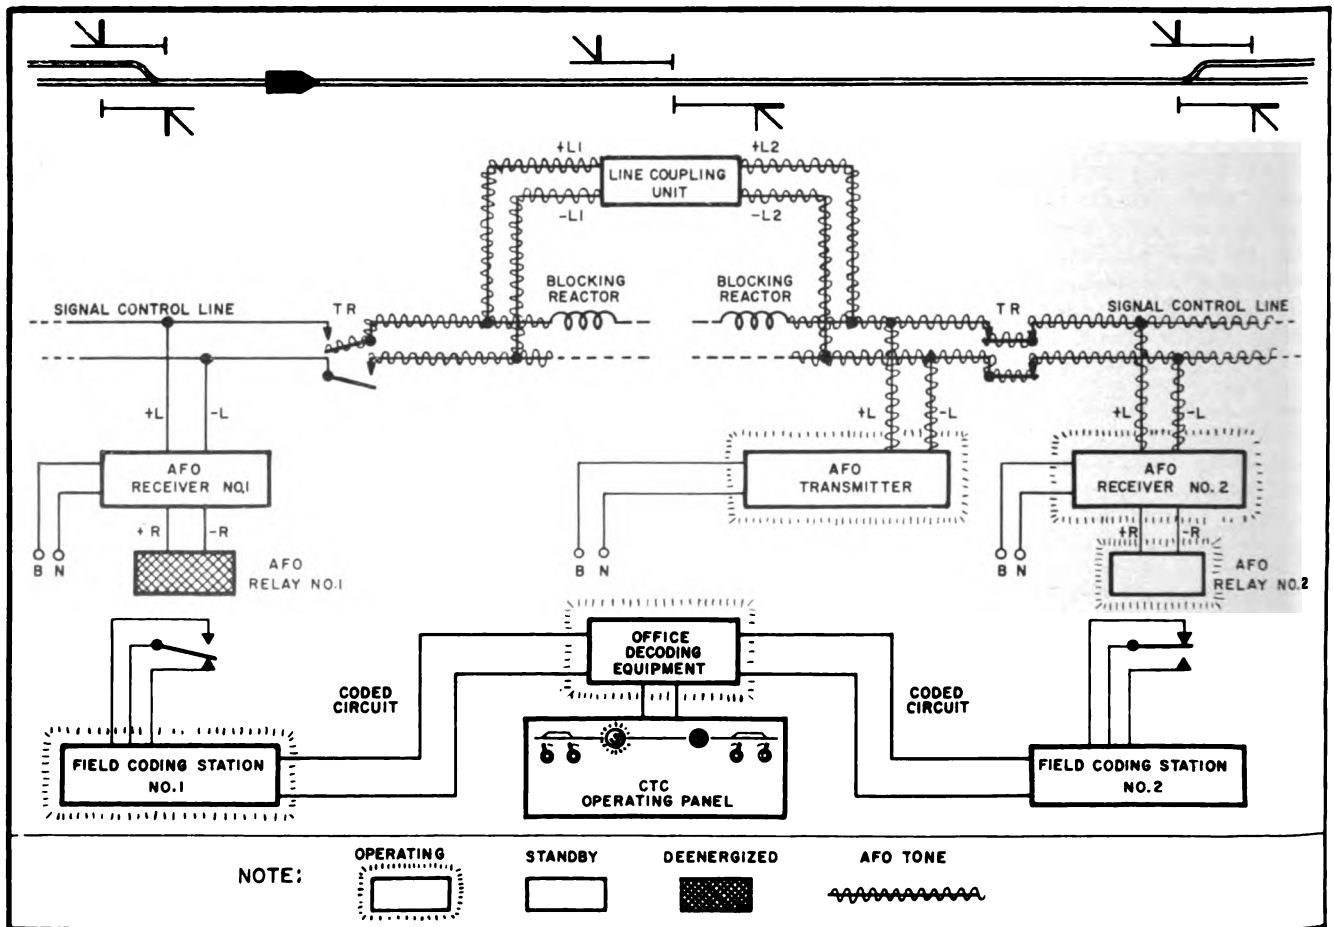 +L1
+L2
LINE COUPLING
UNIT
-L1
-L2
BLOCKING
REACTOR
BLOCKING
REACTOR
SIGNAL CONTROL LINE
TR
TR
SIGNAL CONTROL LINE
+L
-L
+L
-L
+L
-L
AFO
RECEIVER NO.1
AFO
TRANSMITTER
AFO
RECEIVER NO. 2
+R
-R
+R
-R
B N
AFO
RELAY NO.1
B N
B N
AFO
RELAY NO.2
OFFICE
DECODING
EQUIPMENT
CODED
CIRCUIT
CODED
CIRCUIT
FIELD CODING STATION
NO.1
CTC
OPERATING PANEL
FIELD CODING STATION
NO.2
NOTE:
OPERATING
STANDBY
DEENERGIZED
AFO TONE